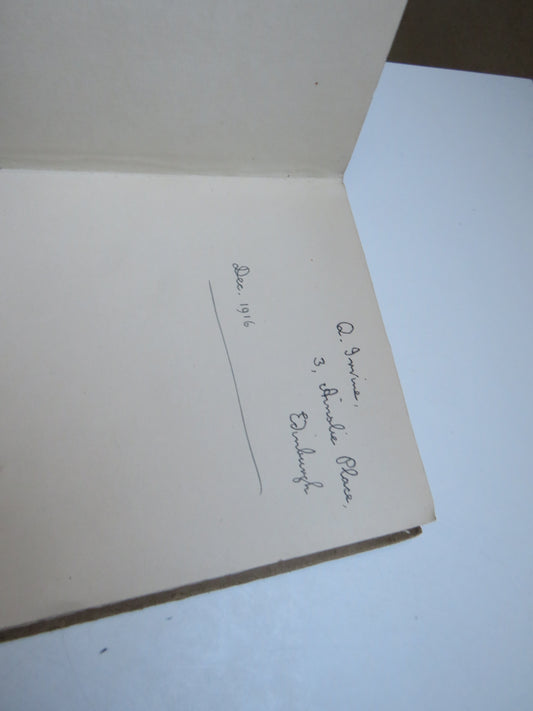 Q. Irvine,
3, Ainslie Place,
Edinburgh
Dec. 1916